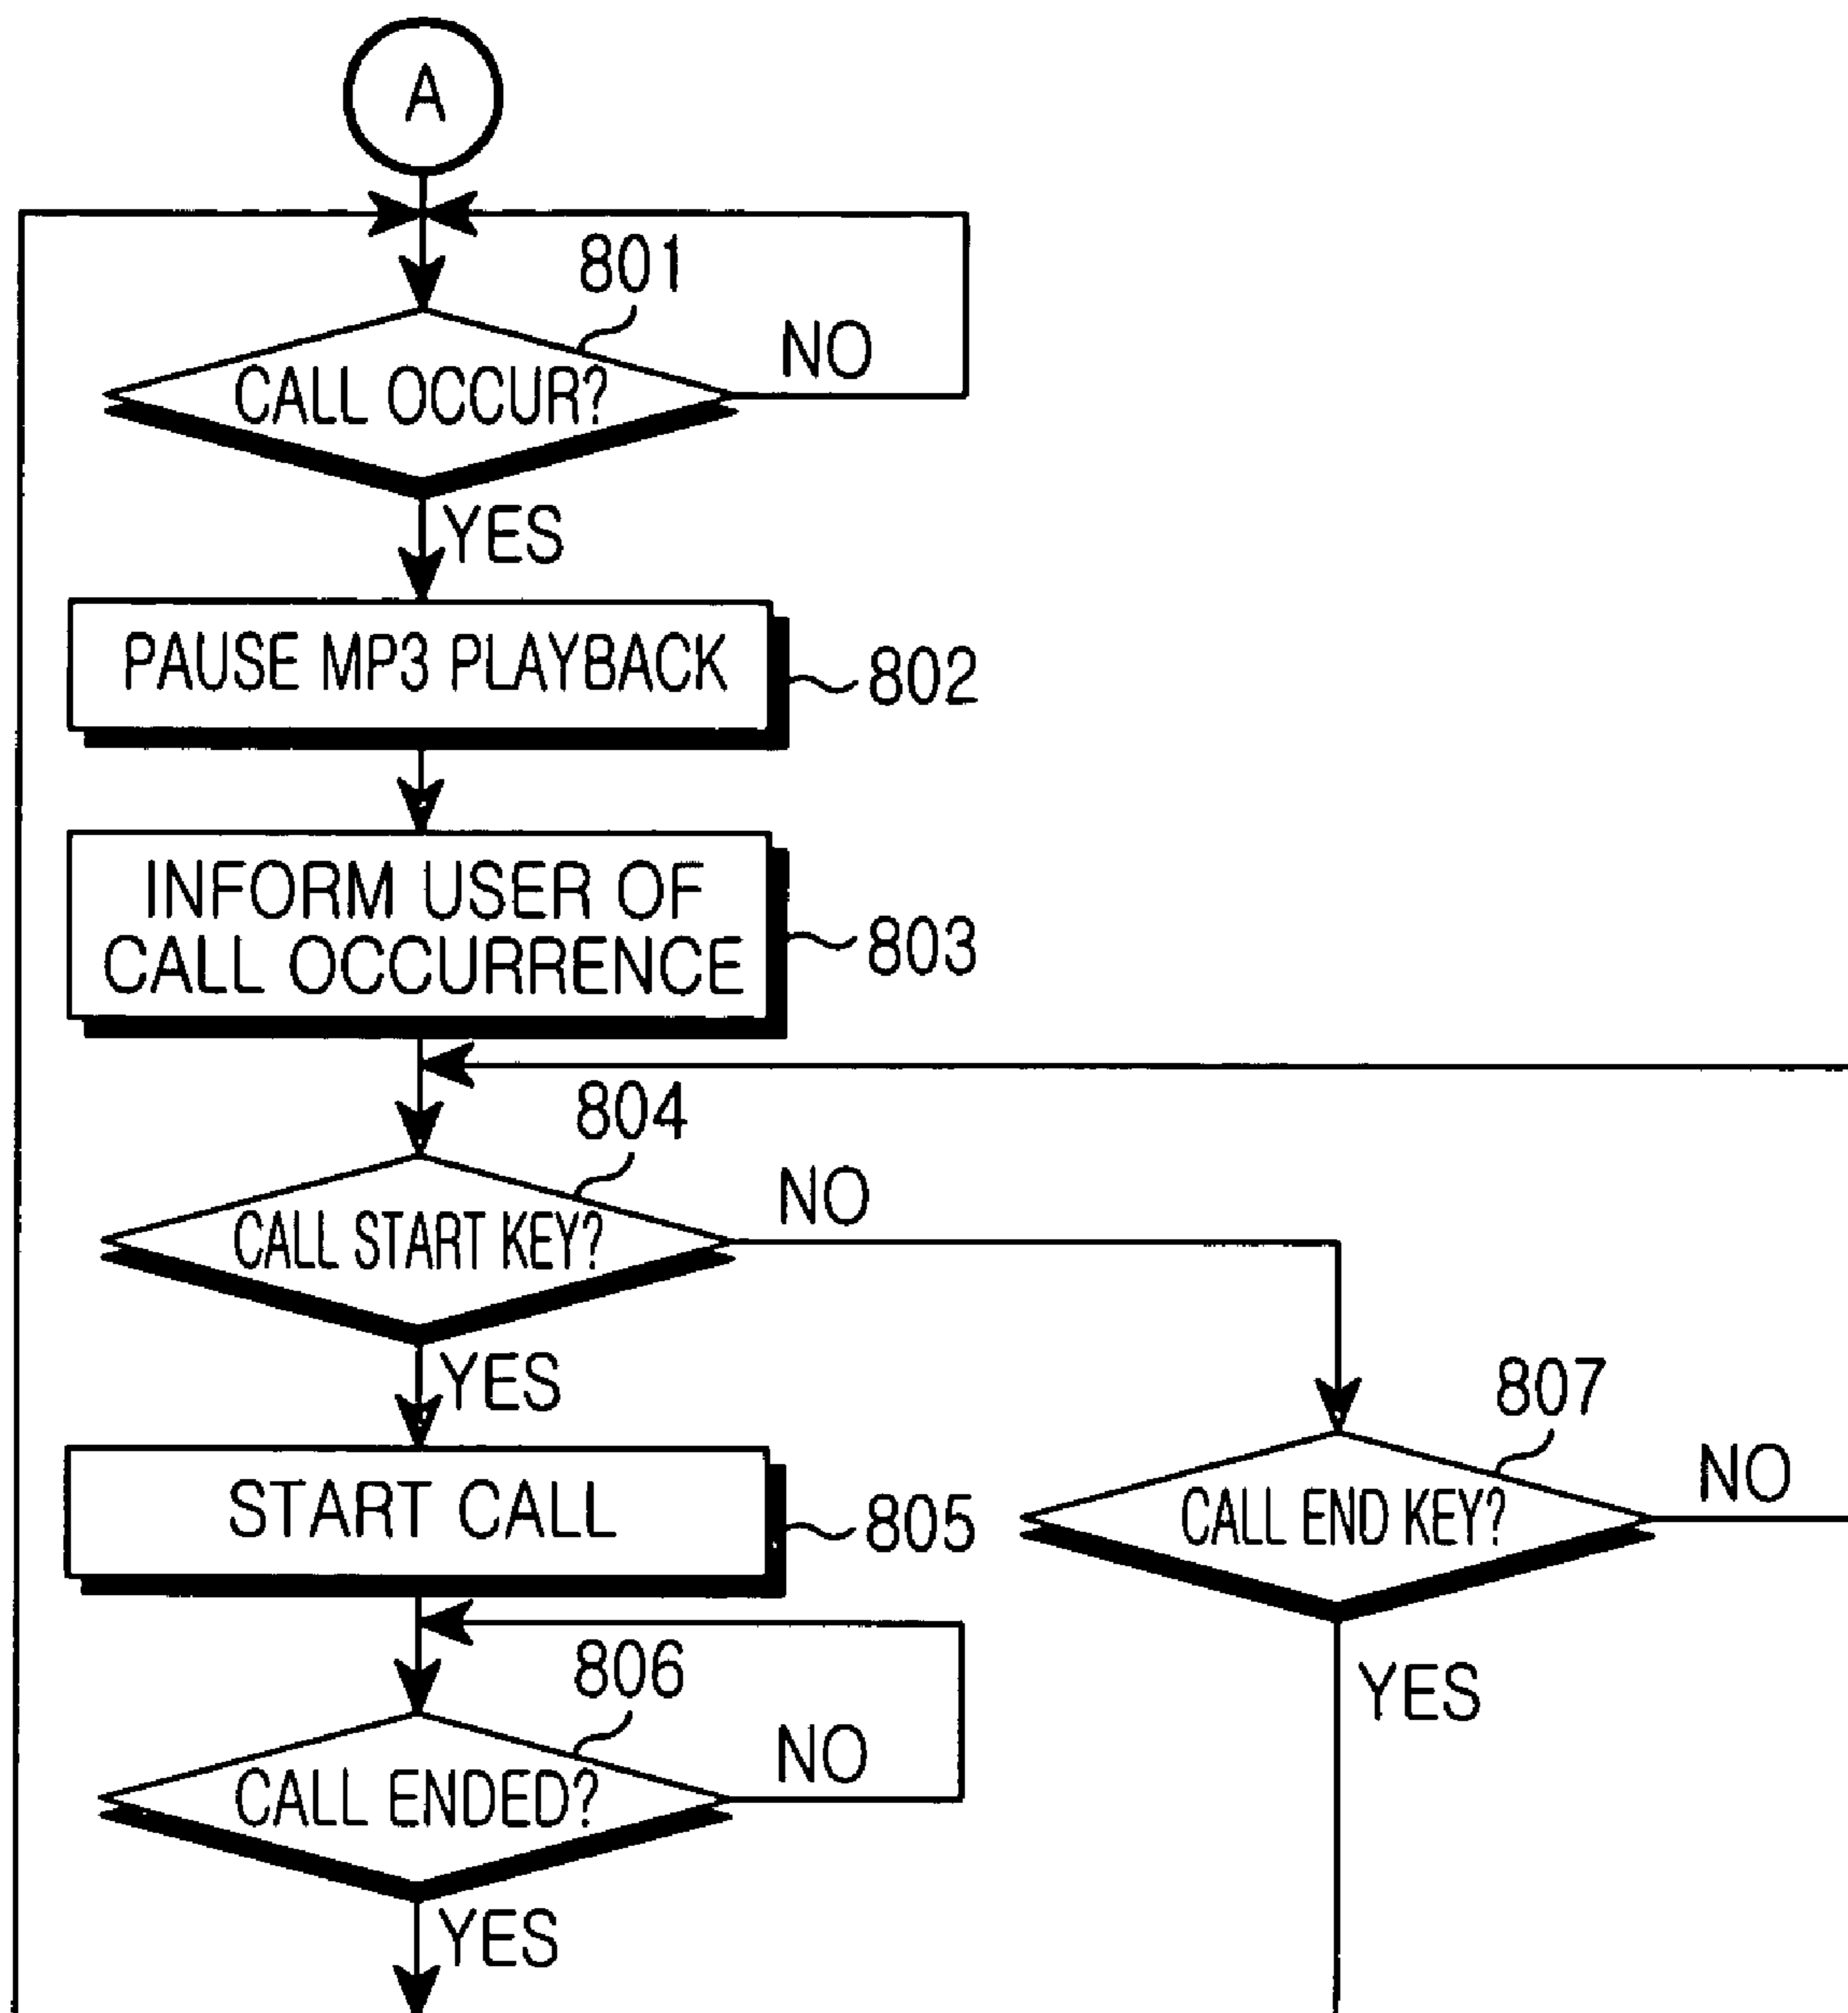 A
801
CALL OCCUR?
NO
YES
PAUSE MP3 PLAYBACK
802
INFORM USER OF
CALL OCCURRENCE
803
804
CALL START KEY?
NO
YES
START CALL
805
807
CALL END KEY?
NO
YES
806
CALL ENDED?
NO
YES